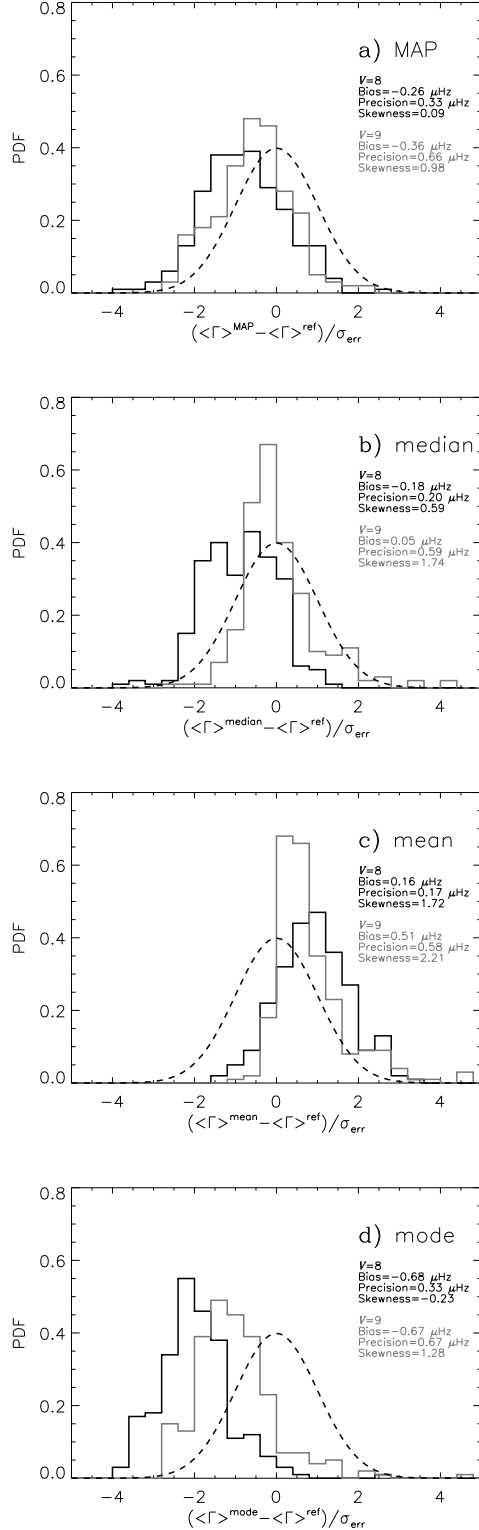 0.8
a) MAP
V=8
Bias=−0.26 μHz
Precision=0.33 μHz
Skewness=0.09
V=9
Bias=−0.36 μHz
Precision=0.66 μHz
Skewness=0.98
0.6
PDF
0.4
0.2
0.0
−4 −2 0 2 4
(<Γ>^MAP−<Γ>^ref)/σ_err
0.8
b) median
V=8
Bias=−0.18 μHz
Precision=0.20 μHz
Skewness=0.59
V=9
Bias=0.05 μHz
Precision=0.59 μHz
Skewness=1.74
0.6
PDF
0.4
0.2
0.0
−4 −2 0 2 4
(<Γ>^median−<Γ>^ref)/σ_err
0.8
c) mean
V=8
Bias=0.16 μHz
Precision=0.17 μHz
Skewness=1.72
V=9
Bias=0.51 μHz
Precision=0.58 μHz
Skewness=2.21
0.6
PDF
0.4
0.2
0.0
−4 −2 0 2 4
(<Γ>^mean−<Γ>^ref)/σ_err
0.8
d) mode
V=8
Bias=−0.68 μHz
Precision=0.33 μHz
Skewness=−0.23
V=9
Bias=−0.67 μHz
Precision=0.67 μHz
Skewness=1.28
0.6
PDF
0.4
0.2
0.0
−4 −2 0 2 4
(<Γ>^mode−<Γ>^ref)/σ_err